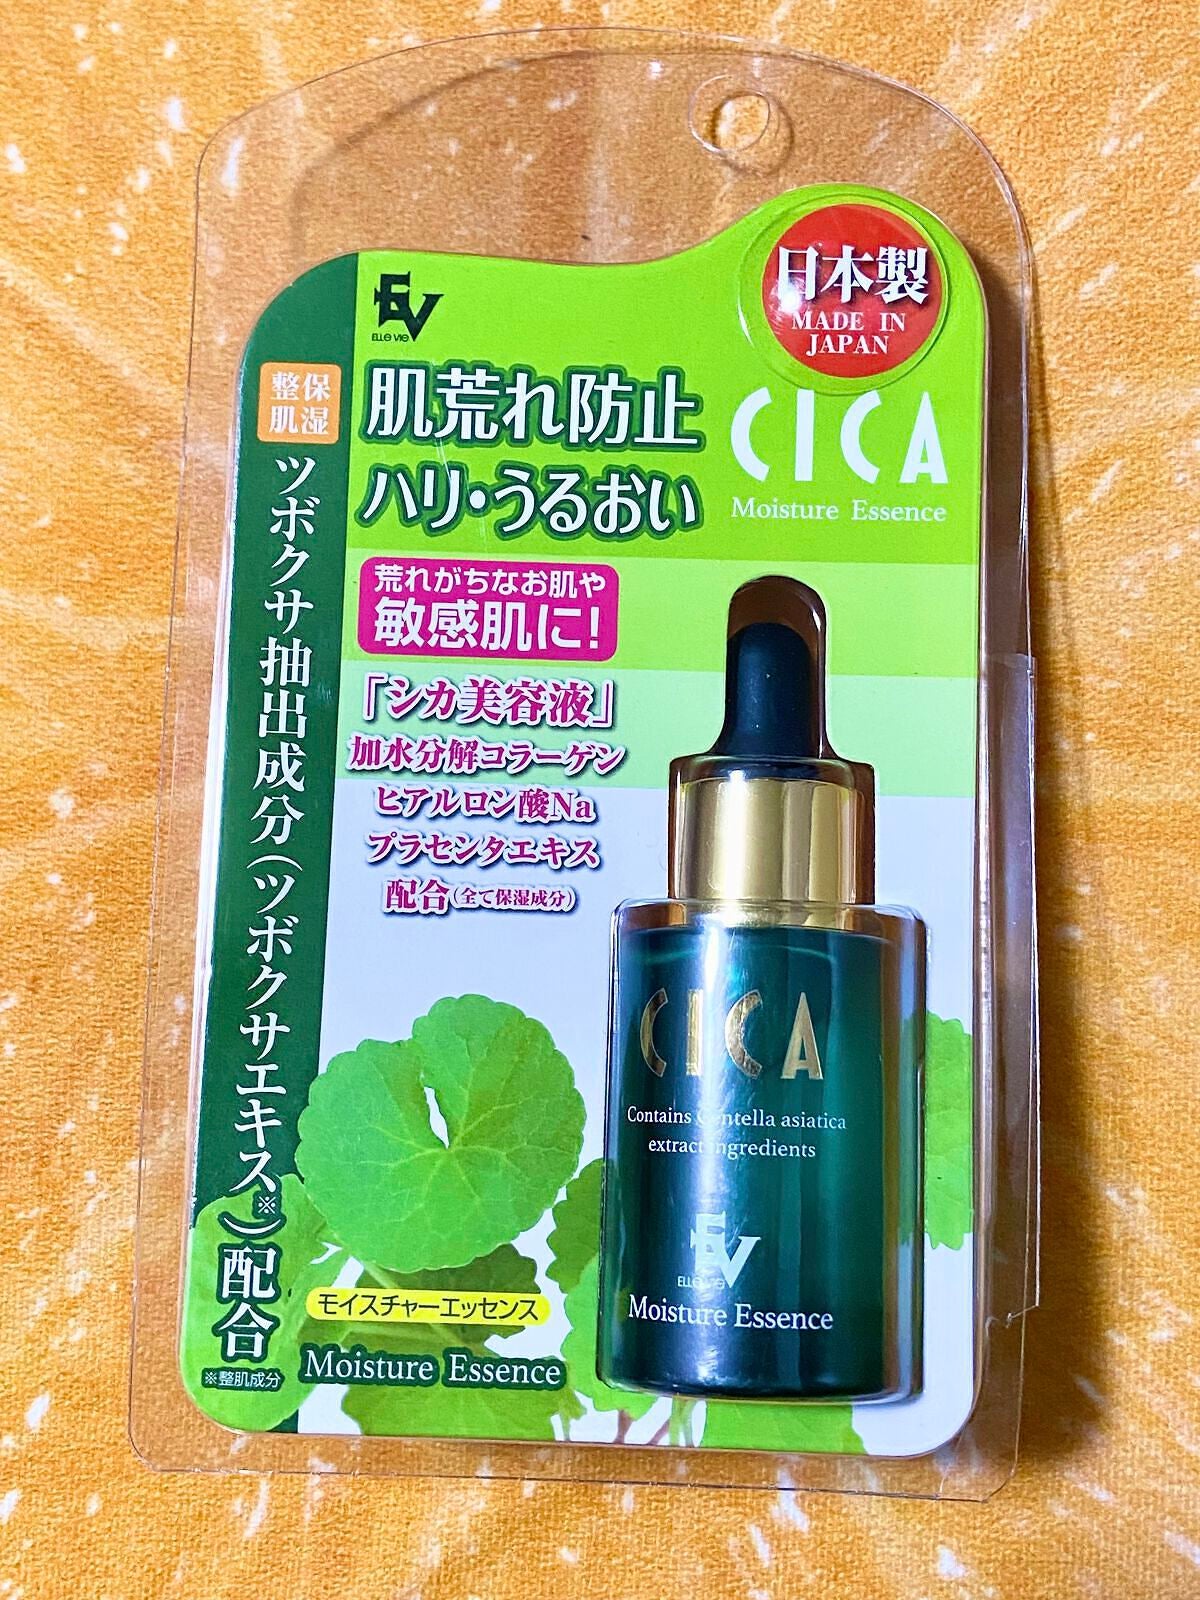 EV
ELLe VIe
日本製
MADE IN
JAPAN
整肌
保湿
肌荒れ防止
ハリ・うるおい
CICA
Moisture Essence
荒れがちなお肌や
敏感肌に!
「シカ美容液」
加水分解コラーゲン
ヒアルロン酸Na
プラセンタエキス
配合(全て保湿成分)
ツボクサ抽出成分(ツボクサエキス※)配合
※整肌成分
モイスチャーエッセンス
Moisture Essence
CICA
Contains Centella asiatica
extract ingredients
EV
ELLe VIe
Moisture Essence